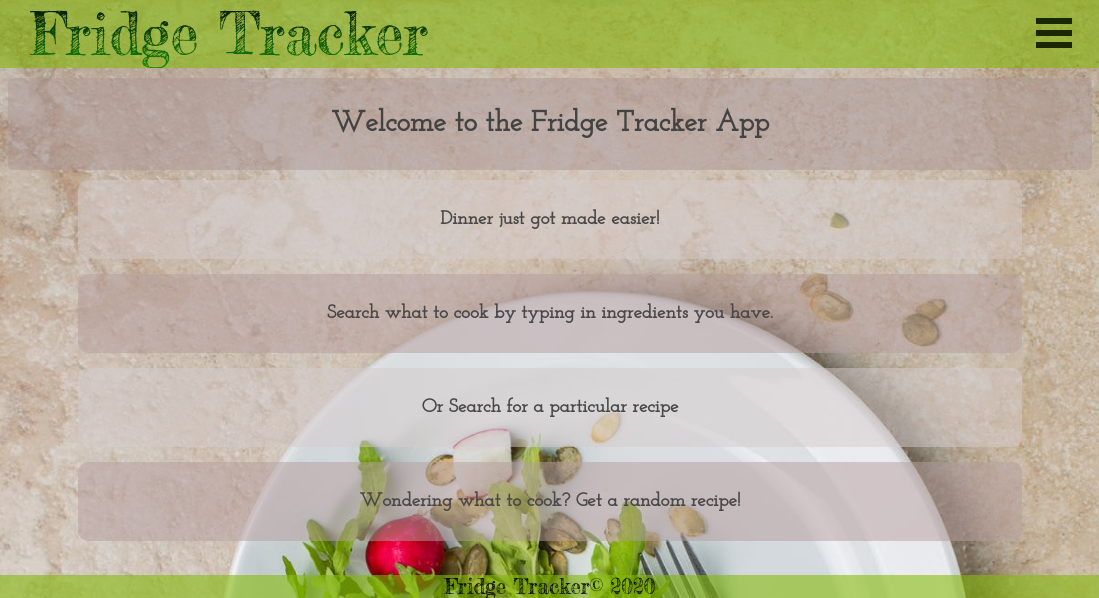 Fridge Tracker
Welcome to the Fridge Tracker App
Dinner just got made easier!
Search what to cook by typing in ingredients you have.
Or Search for a particular recipe
Wondering what to cook? Get a random recipe!
Fridge Tracker© 2020